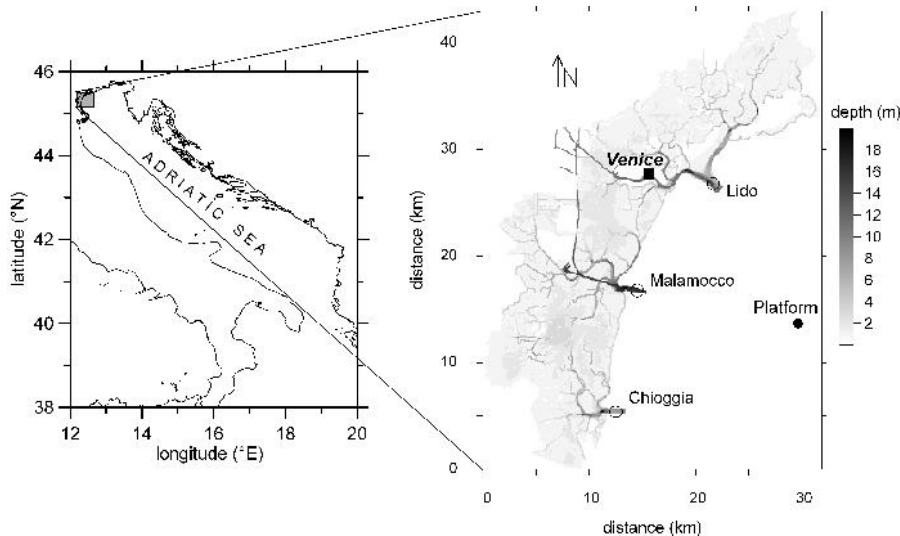 46
44
42
40
38
12
14
16
18
20
latitude (°N)
longitude (°E)
ADRIATIC SEA
40
30
20
10
0
0
10
20
30
distance (km)
distance (km)
N
Venice
Lido
Malamocco
Platform
Chioggia
depth (m)
18
16
14
12
10
8
6
4
2